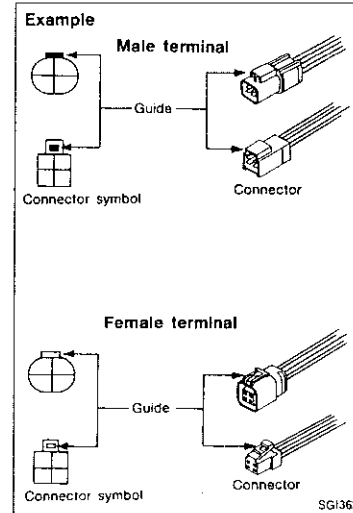 Example
Male terminal
Guide
Connector symbol
Connector
Female terminal
Guide
Connector symbol
Connector
SGI36